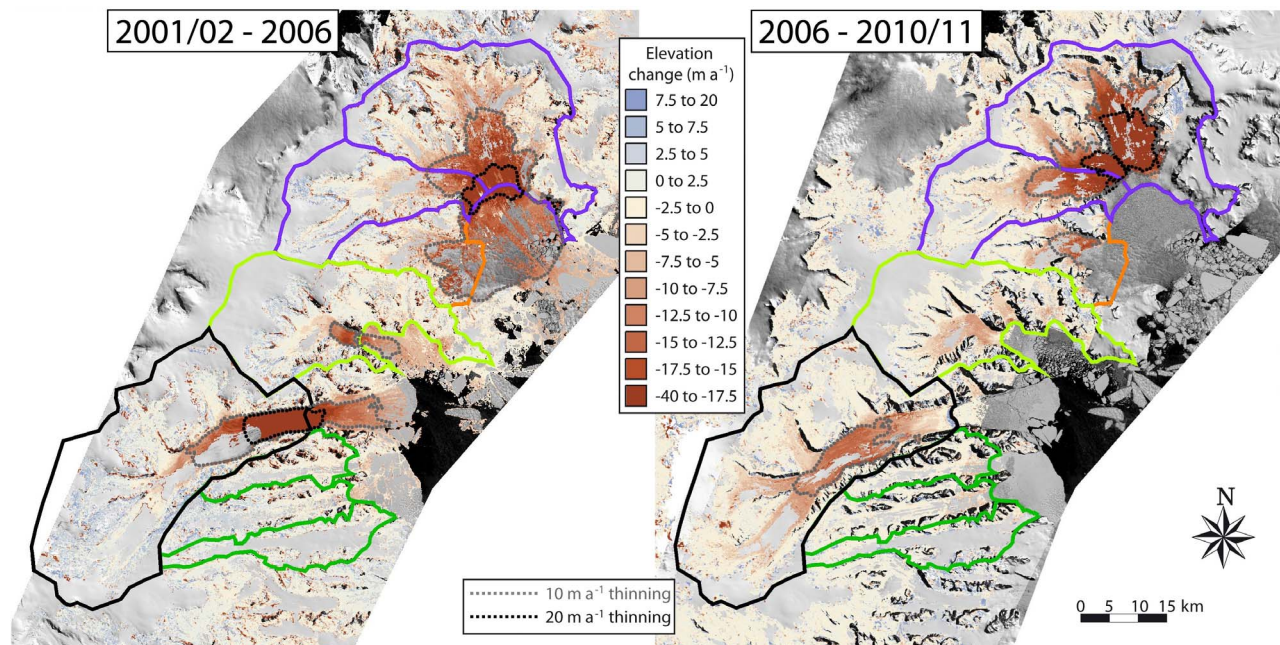 2001/02 - 2006
2006 - 2010/11
Elevation
change (m a⁻¹)
7.5 to 20
5 to 7.5
2.5 to 5
0 to 2.5
-2.5 to 0
-5 to -2.5
-7.5 to -5
-10 to -7.5
-12.5 to -10
-15 to -12.5
-17.5 to -15
-40 to -17.5
N
10 m a⁻¹ thinning
20 m a⁻¹ thinning
0 5 10 15 km